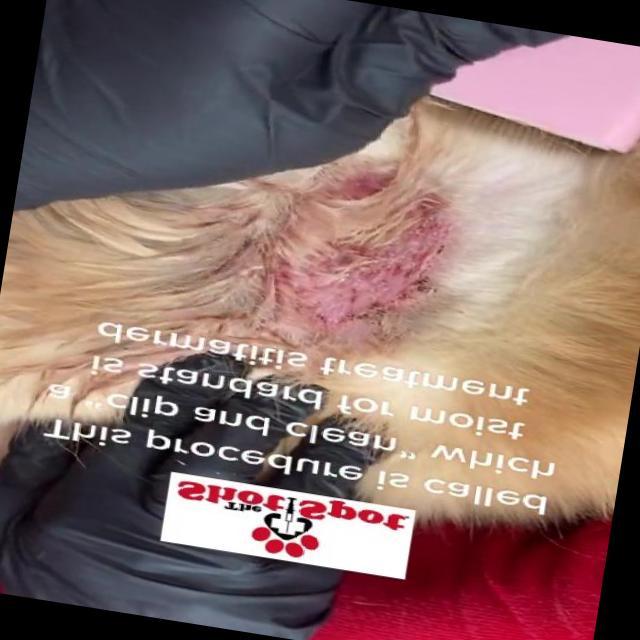 This procedure is called
a "clip and clean" which
is standard for moist
dermatitis treatment
The
Shot Spot